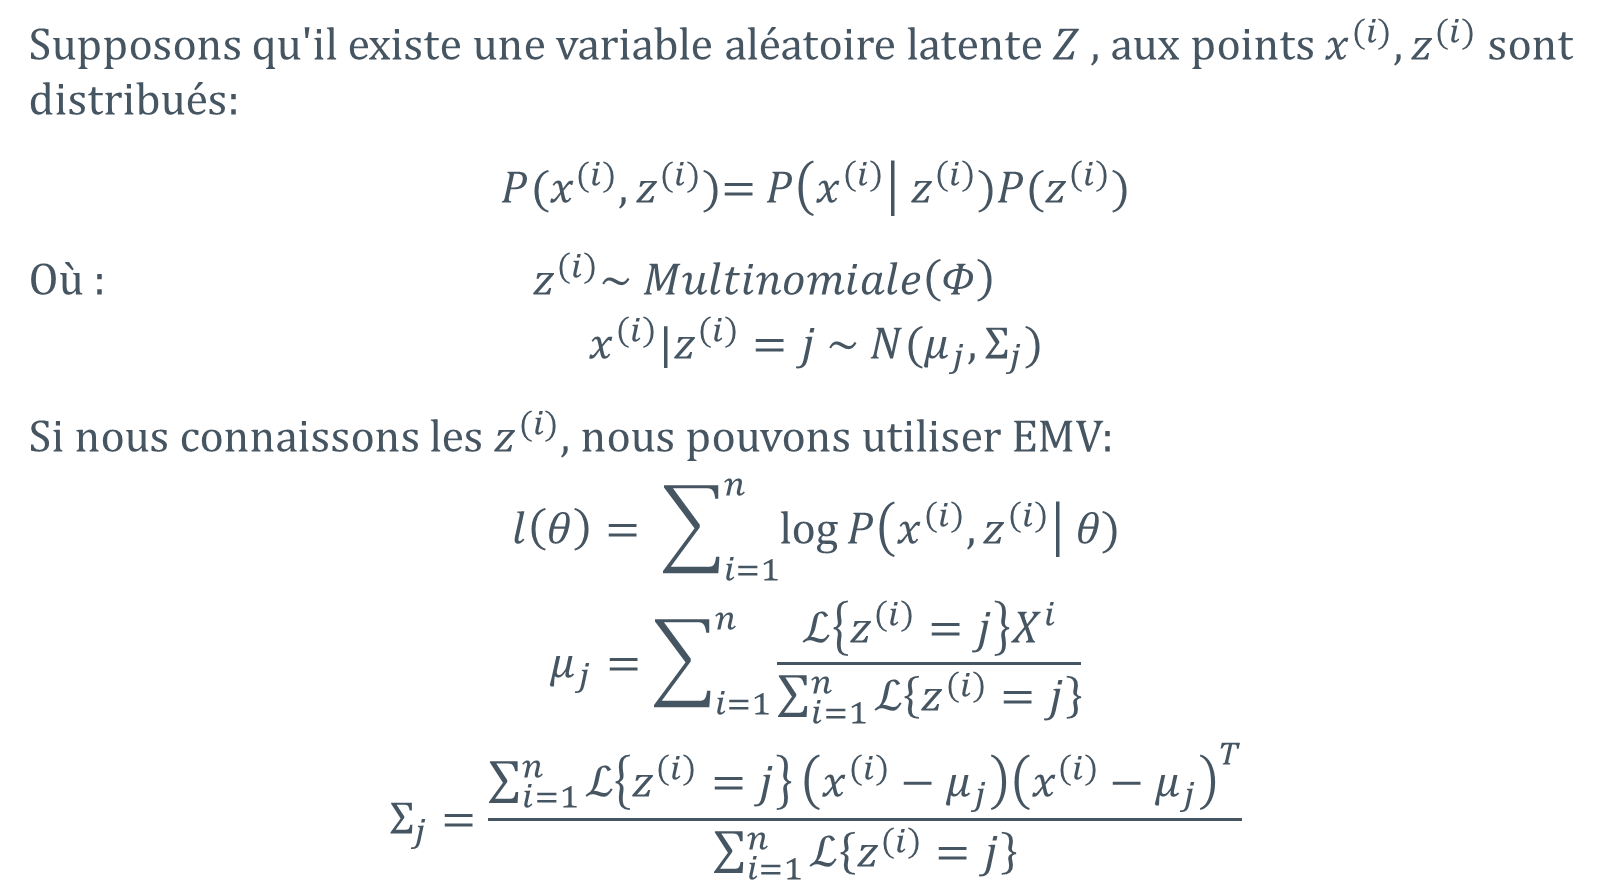 Supposons qu'il existe une variable aléatoire latente Z , aux points x^(i), z^(i) sont
distribués:
P(x^(i), z^(i))= P(x^(i)| z^(i))P(z^(i))
Où : z^(i)~ Multinomiale(Φ)
x^(i)|z^(i) = j ~ N(μ_j, Σ_j)
Si nous connaissons les z^(i), nous pouvons utiliser EMV:
l(θ) = ∑_{i=1}^n log P(x^(i), z^(i)| θ)
μ_j = ∑_{i=1}^n (ℒ{z^(i) = j}X^i) / (∑_{i=1}^n ℒ{z^(i) = j})
Σ_j = (∑_{i=1}^n ℒ{z^(i) = j} (x^(i) − μ_j)(x^(i) − μ_j)^T) / (∑_{i=1}^n ℒ{z^(i) = j})